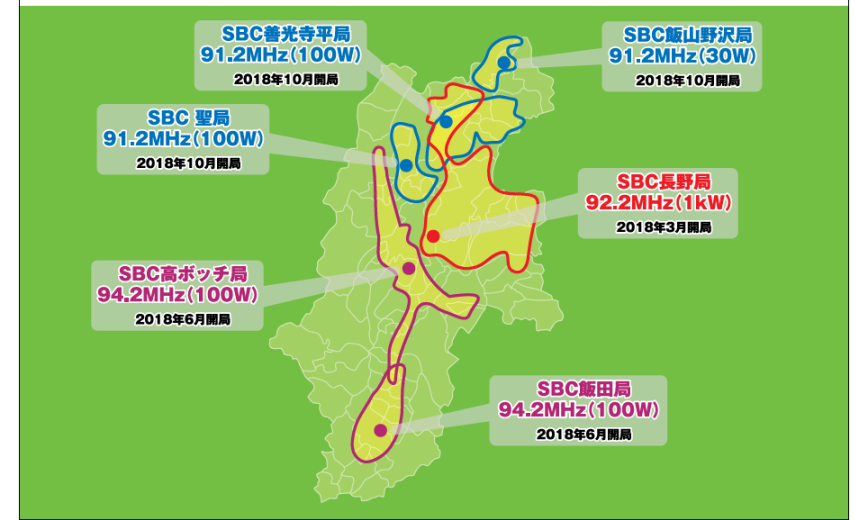 SBC善光寺平局
91.2MHz(100W)
2018年10月開局
SBC飯山野沢局
91.2MHz(30W)
2018年10月開局
SBC 聖局
91.2MHz(100W)
2018年10月開局
SBC長野局
92.2MHz(1kW)
2018年3月開局
SBC高ボッチ局
94.2MHz(100W)
2018年6月開局
SBC飯田局
94.2MHz(100W)
2018年6月開局